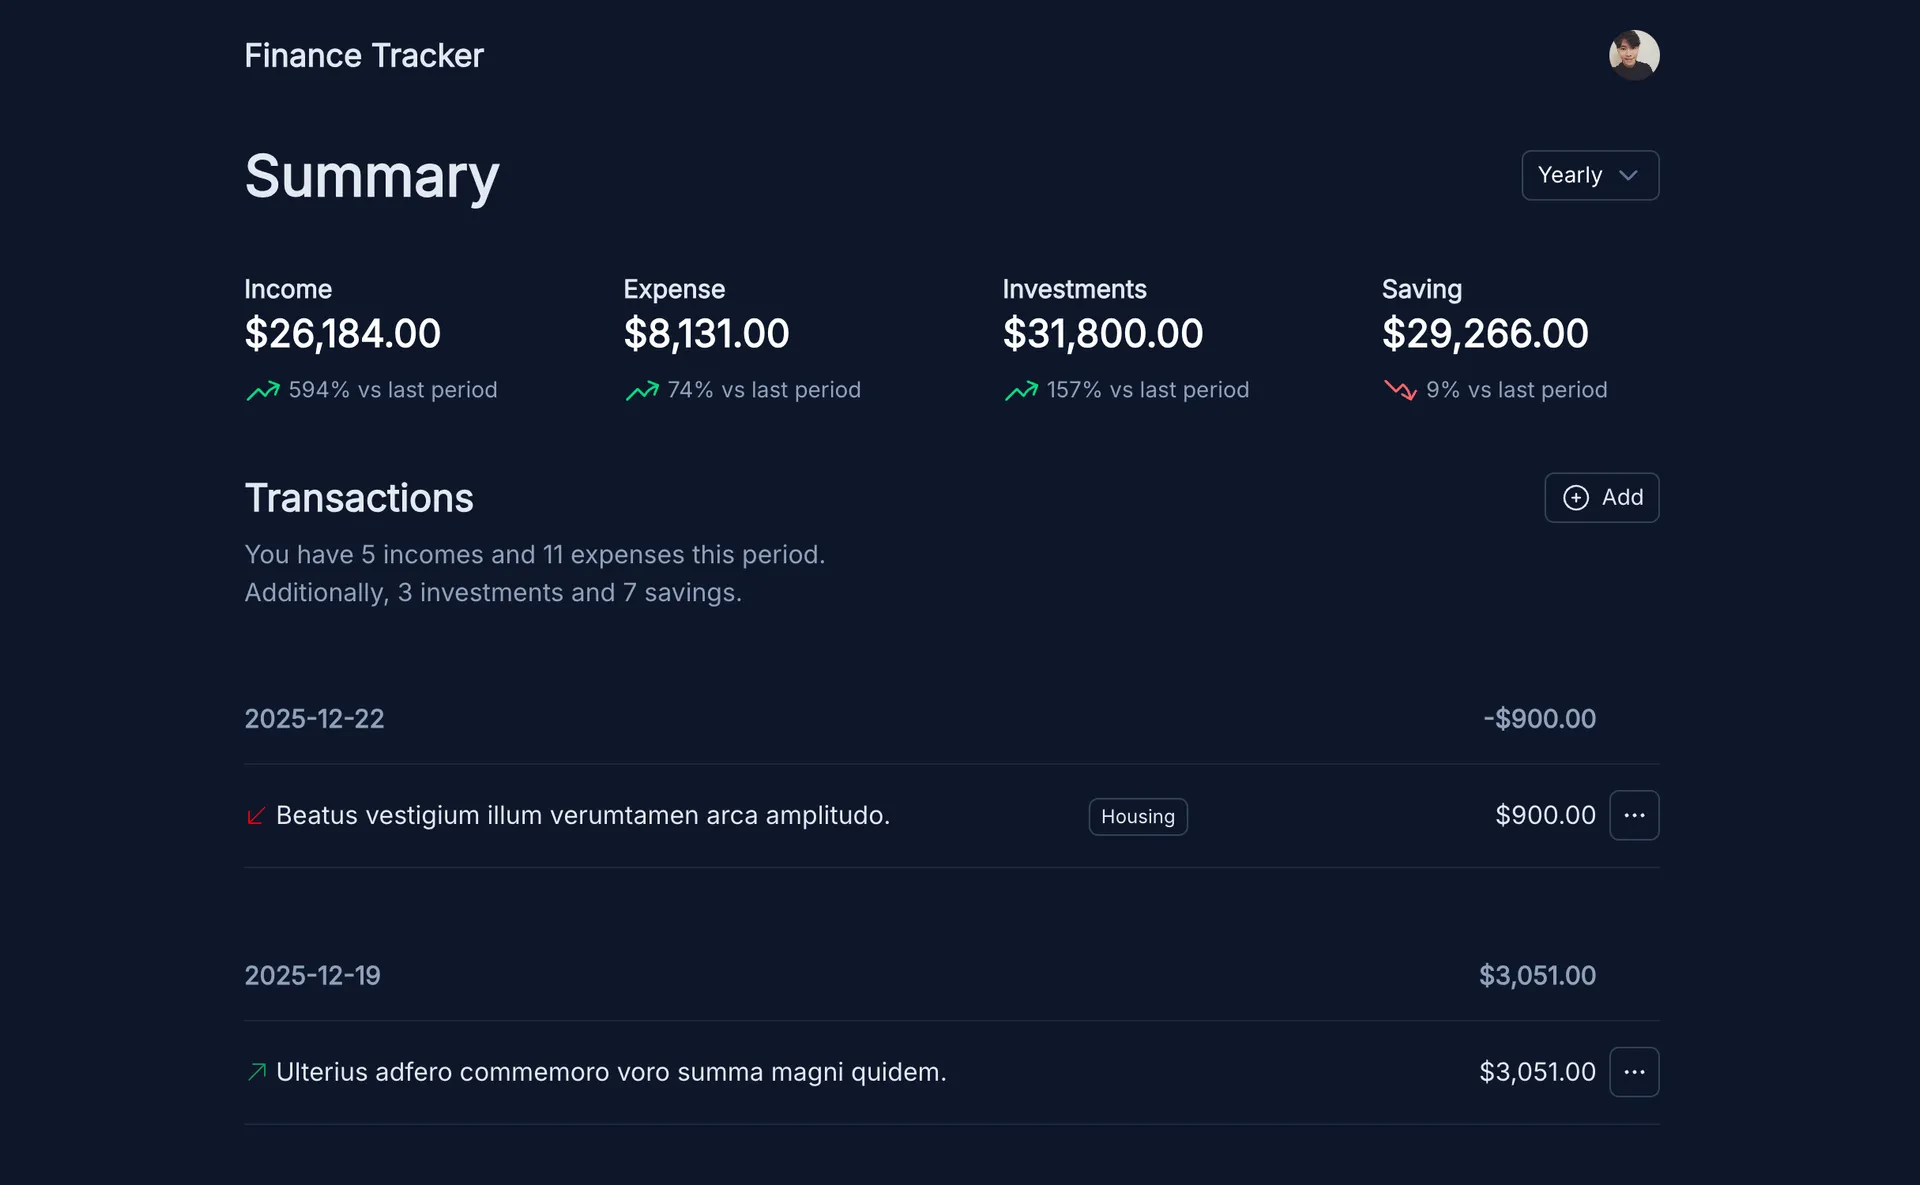 Finance Tracker
Summary
Yearly
Income
$26,184.00
594% vs last period
Expense
$8,131.00
74% vs last period
Investments
$31,800.00
157% vs last period
Saving
$29,266.00
9% vs last period
Transactions
Add
You have 5 incomes and 11 expenses this period.
Additionally, 3 investments and 7 savings.
2025-12-22
-$900.00
Beatus vestigium illum verumtamen arca amplitudo.
Housing
$900.00
2025-12-19
$3,051.00
Ulterius adfero commemoro voro summa magni quidem.
$3,051.00